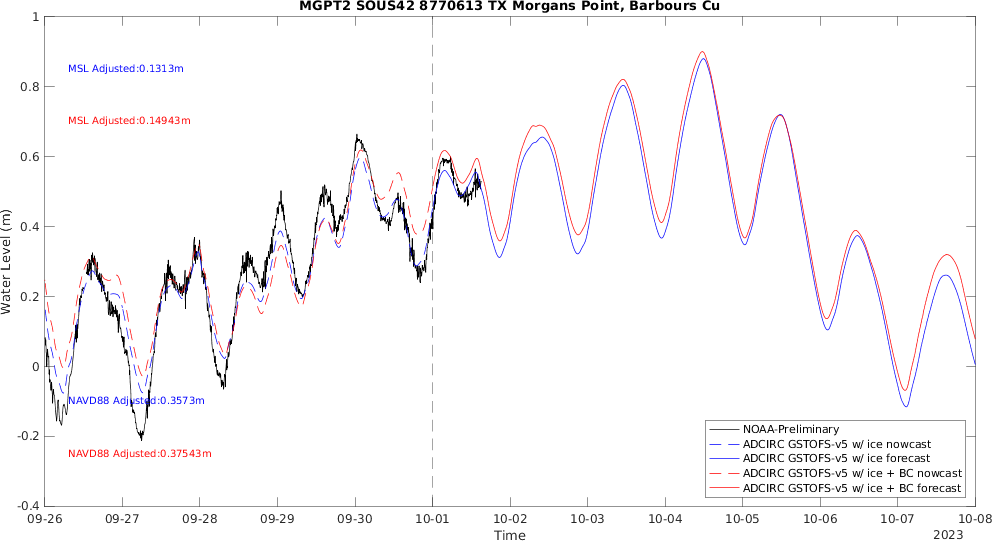 MGPT2 SOUS42 8770613 TX Morgans Point, Barbours Cu
1
0.8
0.6
0.4
0.2
0
-0.2
-0.4
Water Level (m)
MSL Adjusted:0.1313m
MSL Adjusted:0.14943m
NAVD88 Adjusted:0.3573m
NAVD88 Adjusted:0.37543m
NOAA-Preliminary
ADCIRC GSTOFS-v5 w/ ice nowcast
ADCIRC GSTOFS-v5 w/ ice forecast
ADCIRC GSTOFS-v5 w/ ice + BC nowcast
ADCIRC GSTOFS-v5 w/ ice + BC forecast
09-26 09-27 09-28 09-29 09-30 10-01 10-02 10-03 10-04 10-05 10-06 10-07 10-08
Time
2023